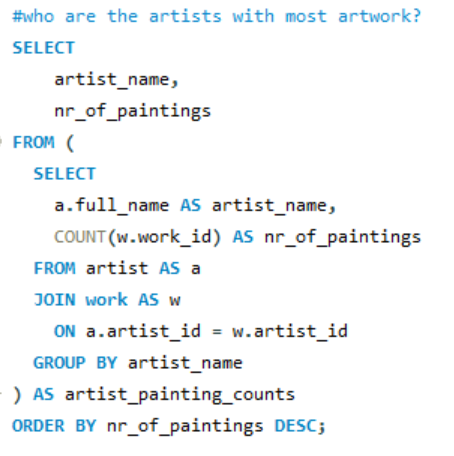 #who are the artists with most artwork?
SELECT
artist_name,
nr_of_paintings
FROM (
SELECT
a.full_name AS artist_name,
COUNT(w.work_id) AS nr_of_paintings
FROM artist AS a
JOIN work AS w
ON a.artist_id = w.artist_id
GROUP BY artist_name
) AS artist_painting_counts
ORDER BY nr_of_paintings DESC;